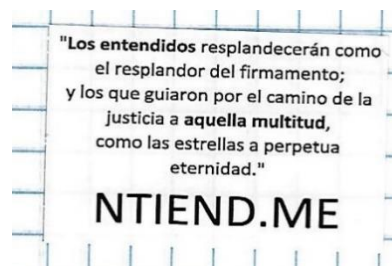 "Los entendidos resplandecerán como
el resplandor del firmamento;
y los que guiaron por el camino de la
justicia a aquella multitud,
como las estrellas a perpetua
eternidad."
NTIEND.ME